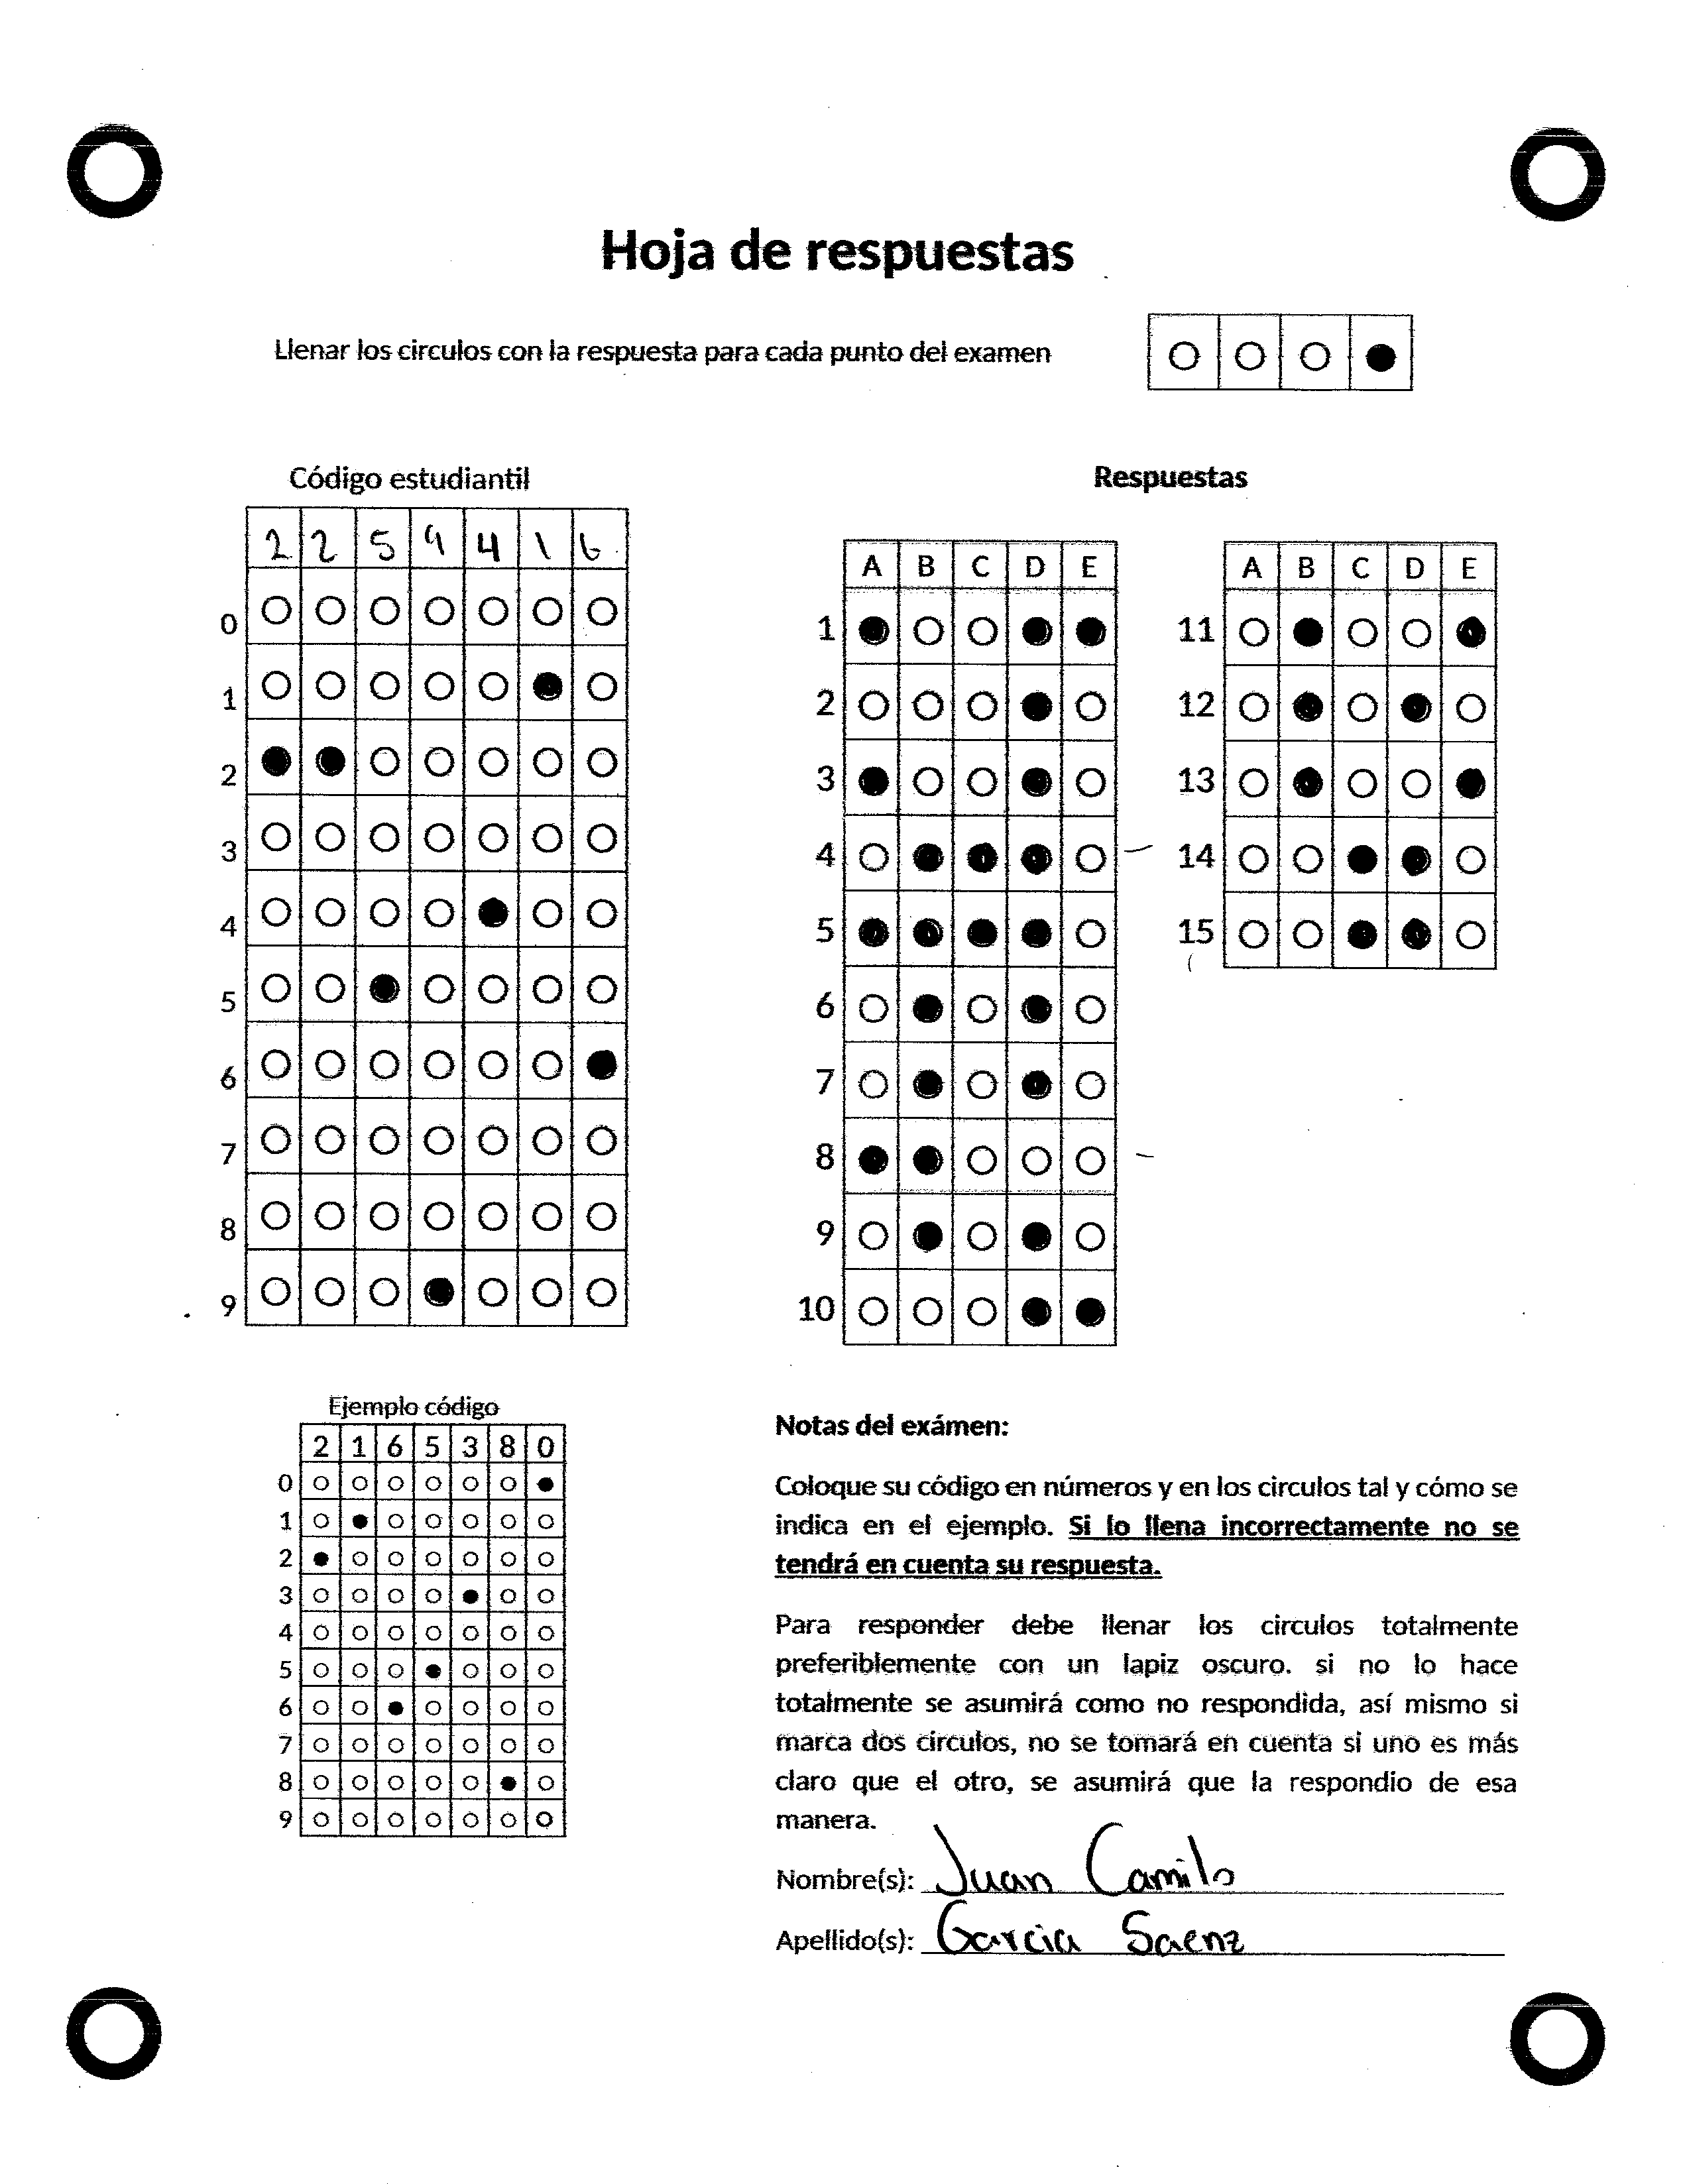 Hoja de respuestas
Llenar los circulos con la respuesta para cada punto del examen
Código estudiantil
2 2 5 9 4 1 6
0
1
2
3
4
5
6
7
8
9
Respuestas
A B C D E
1
2
3
4
5
6
7
8
9
10
A B C D E
11
12
13
14
15
Ejemplo código
2 1 6 5 3 8 0
0
1
2
3
4
5
6
7
8
9
Notas del exámen:
Coloque su código en números y en los circulos tal y cómo se
indica en el ejemplo. Si lo llena incorrectamente no se
tendrá en cuenta su respuesta.
Para responder debe llenar los circulos totalmente
preferiblemente con un lapiz oscuro. si no lo hace
totalmente se asumirá como no respondida, así mismo si
marca dos circulos, no se tomará en cuenta si uno es más
claro que el otro, se asumirá que la respondio de esa
manera.
Nombre(s): Juan Camilo
Apellido(s): Garcia Saenz